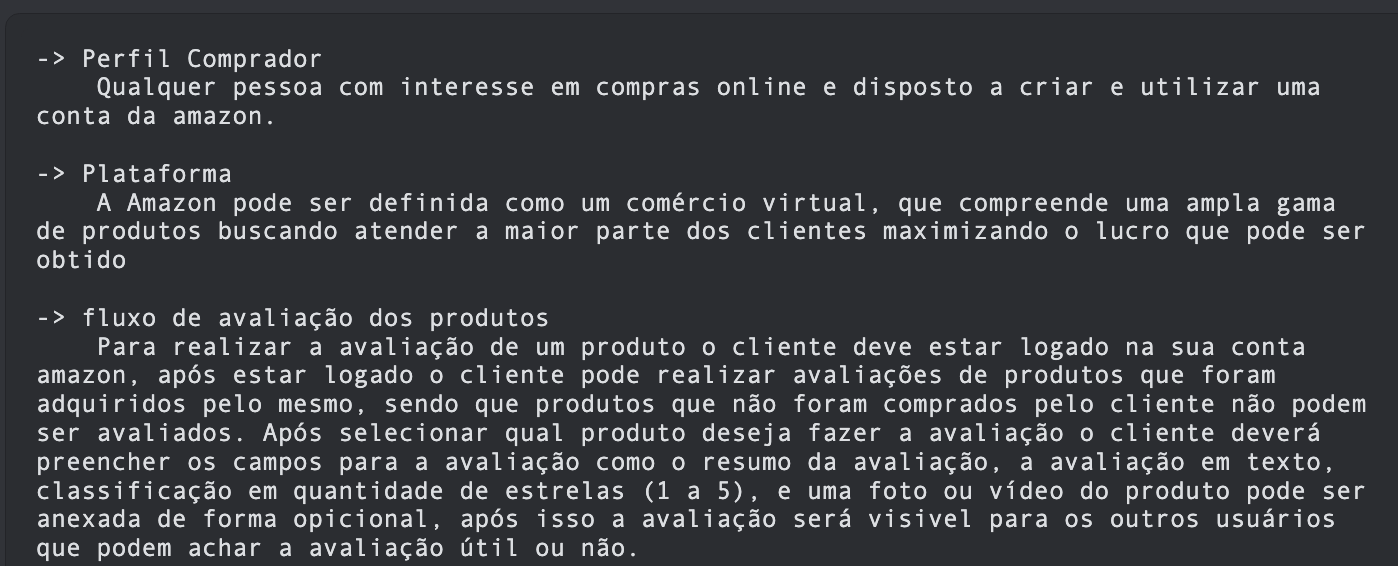 -> Perfil Comprador
Qualquer pessoa com interesse em compras online e disposto a criar e utilizar uma
conta da amazon.
-> Plataforma
A Amazon pode ser definida como um comércio virtual, que compreende uma ampla gama
de produtos buscando atender a maior parte dos clientes maximizando o lucro que pode ser
obtido
-> fluxo de avaliação dos produtos
Para realizar a avaliação de um produto o cliente deve estar logado na sua conta
amazon, após estar logado o cliente pode realizar avaliações de produtos que foram
adquiridos pelo mesmo, sendo que produtos que não foram comprados pelo cliente não podem
ser avaliados. Após selecionar qual produto deseja fazer a avaliação o cliente deverá
preencher os campos para a avaliação como o resumo da avaliação, a avaliação em texto,
classificação em quantidade de estrelas (1 a 5), e uma foto ou vídeo do produto pode ser
anexada de forma opicional, após isso a avaliação será visivel para os outros usuários
que podem achar a avaliação útil ou não.